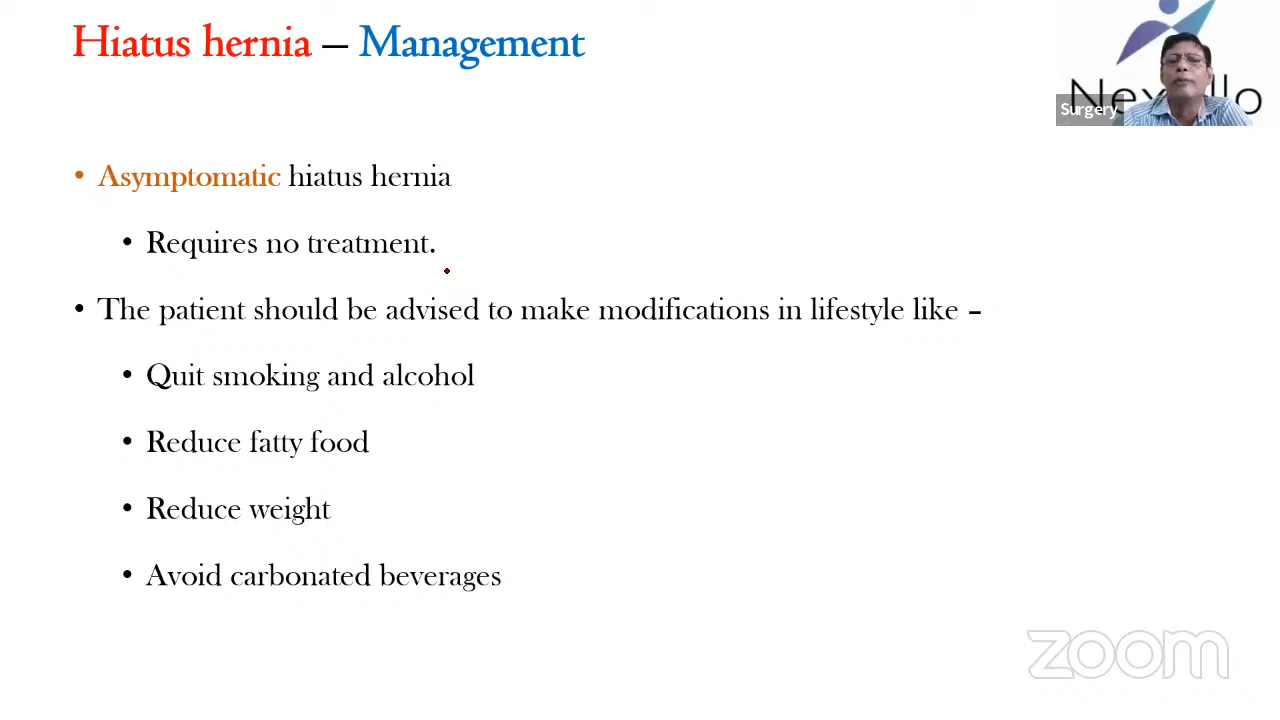 Hiatus hernia – Management
Surgery
• Asymptomatic hiatus hernia
• Requires no treatment.
• The patient should be advised to make modifications in lifestyle like –
• Quit smoking and alcohol
• Reduce fatty food
• Reduce weight
• Avoid carbonated beverages
zoom